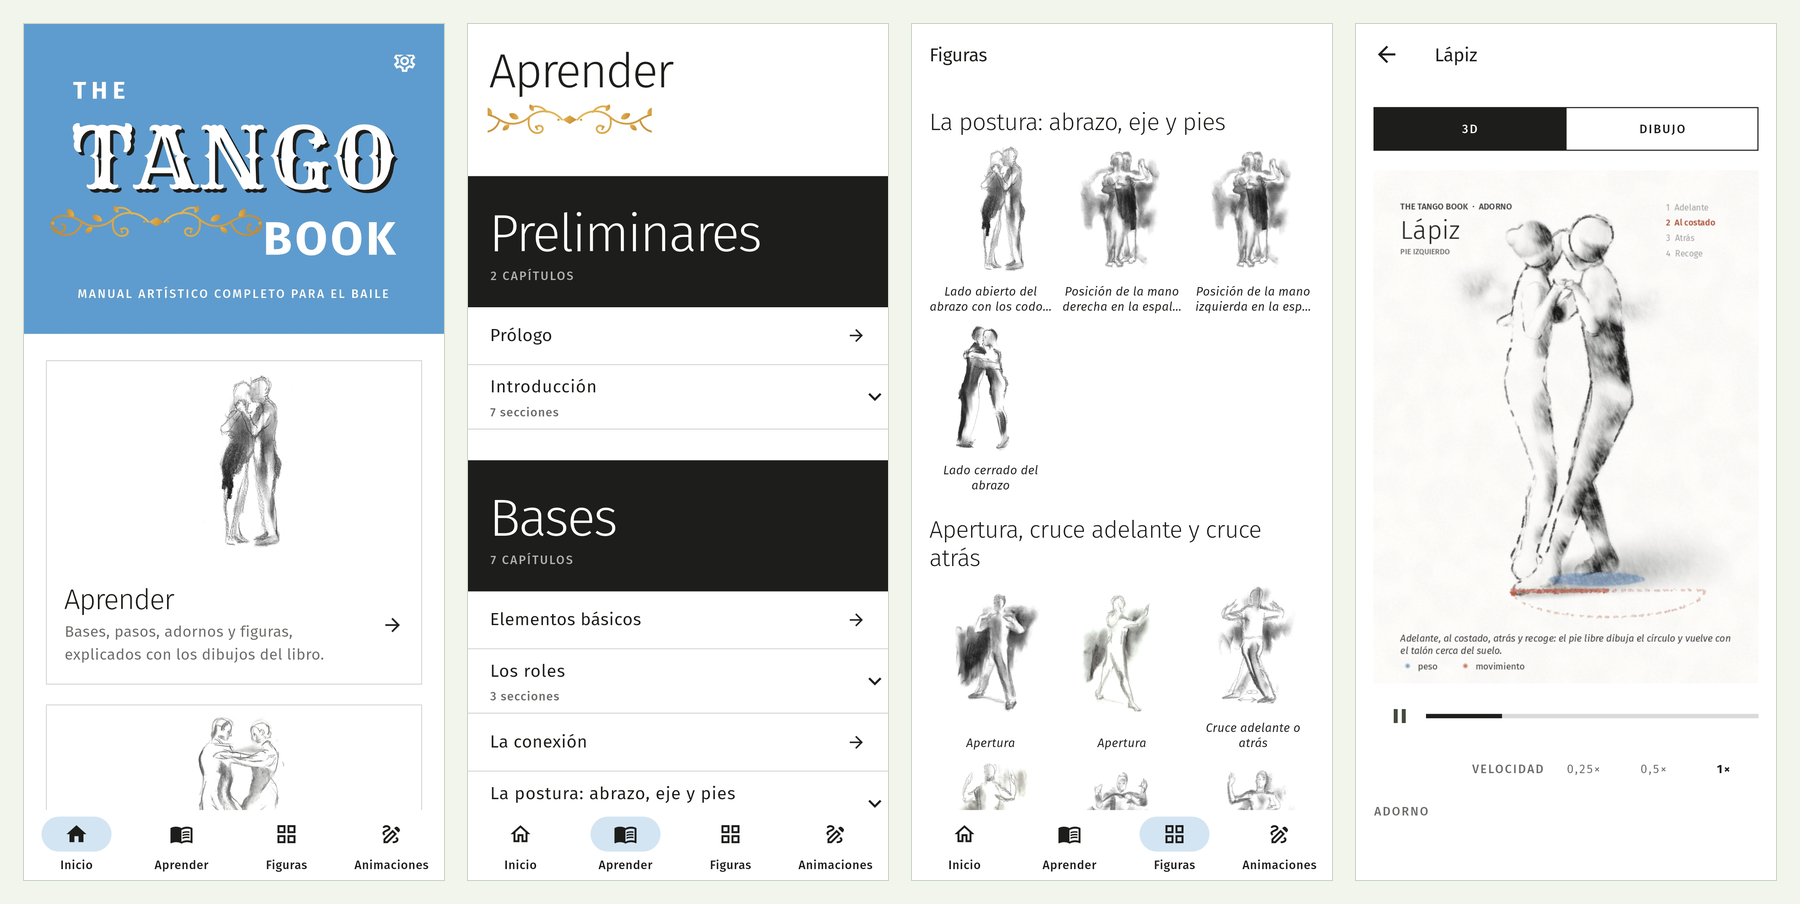 THE
TANGO
BOOK
MANUAL ARTÍSTICO COMPLETO PARA EL BAILE
Aprender
Bases, pasos, adornos y figuras,
explicados con los dibujos del libro.
Inicio
Aprender
Figuras
Animaciones
Aprender
Preliminares
2 CAPÍTULOS
Prólogo
Introducción
7 secciones
Bases
7 CAPÍTULOS
Elementos básicos
Los roles
3 secciones
La conexión
La postura: abrazo, eje y pies
Inicio
Aprender
Figuras
Animaciones
Figuras
La postura: abrazo, eje y pies
Lado abierto del
abrazo con los codo...
Posición de la mano
derecha en la espal...
Posición de la mano
izquierda en la esp...
Lado cerrado del
abrazo
Apertura, cruce adelante y cruce
atrás
Apertura
Apertura
Cruce adelante o
atrás
Inicio
Aprender
Figuras
Animaciones
Lápiz
3D
DIBUJO
THE TANGO BOOK · ADORNO
Lápiz
PIE IZQUIERDO
1 Adelante
2 Al costado
3 Atrás
4 Recoge
Adelante, al costado, atrás y recoge: el pie libre dibuja el círculo y vuelve con
el talón cerca del suelo.
peso
movimiento
VELOCIDAD
0,25×
0,5×
1×
ADORNO